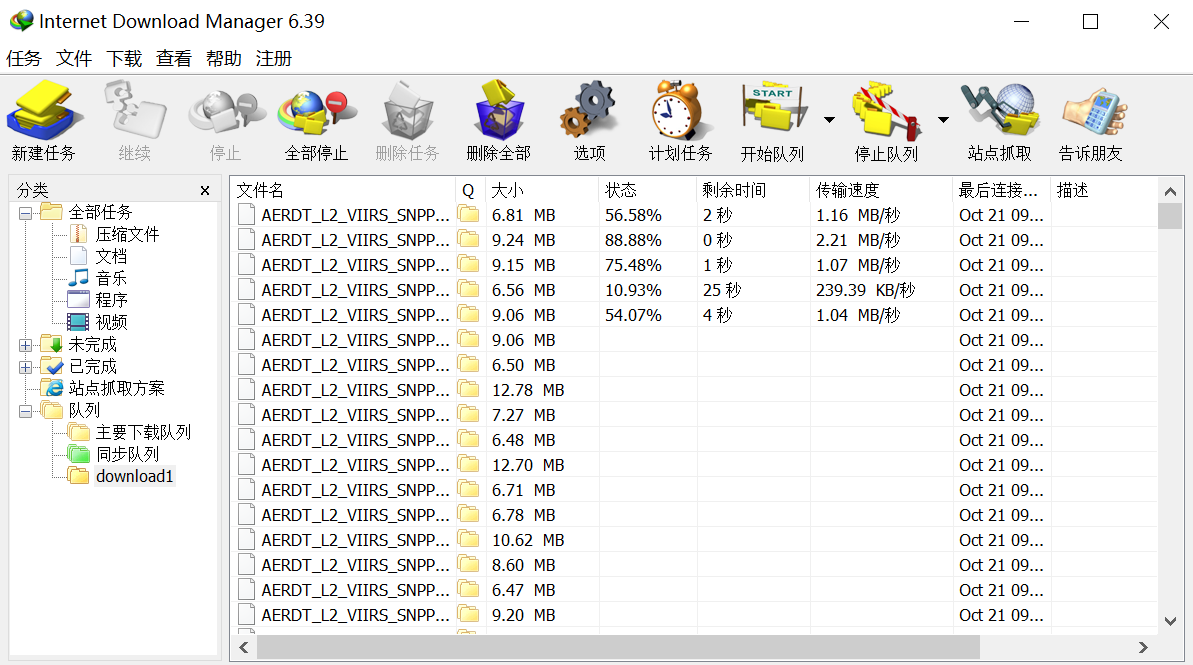 Internet Download Manager 6.39
任务 文件 下载 查看 帮助 注册
START
新建任务 继续 停止 全部停止 删除任务 删除全部 选项 计划任务 开始队列 停止队列 站点抓取 告诉朋友
分类
全部任务
压缩文件
文档
音乐
程序
视频
未完成
已完成
站点抓取方案
队列
主要下载队列
同步队列
download1
文件名 Q 大小 状态 剩余时间 传输速度 最后连接... 描述
AERDT_L2_VIIRS_SNPP... 6.81 MB 56.58% 2 秒 1.16 MB/秒 Oct 21 09...
AERDT_L2_VIIRS_SNPP... 9.24 MB 88.88% 0 秒 2.21 MB/秒 Oct 21 09...
AERDT_L2_VIIRS_SNPP... 9.15 MB 75.48% 1 秒 1.07 MB/秒 Oct 21 09...
AERDT_L2_VIIRS_SNPP... 6.56 MB 10.93% 25 秒 239.39 KB/秒 Oct 21 09...
AERDT_L2_VIIRS_SNPP... 9.06 MB 54.07% 4 秒 1.04 MB/秒 Oct 21 09...
AERDT_L2_VIIRS_SNPP... 9.06 MB Oct 21 09...
AERDT_L2_VIIRS_SNPP... 6.50 MB Oct 21 09...
AERDT_L2_VIIRS_SNPP... 12.78 MB Oct 21 09...
AERDT_L2_VIIRS_SNPP... 7.27 MB Oct 21 09...
AERDT_L2_VIIRS_SNPP... 6.48 MB Oct 21 09...
AERDT_L2_VIIRS_SNPP... 12.70 MB Oct 21 09...
AERDT_L2_VIIRS_SNPP... 6.71 MB Oct 21 09...
AERDT_L2_VIIRS_SNPP... 6.78 MB Oct 21 09...
AERDT_L2_VIIRS_SNPP... 10.62 MB Oct 21 09...
AERDT_L2_VIIRS_SNPP... 8.60 MB Oct 21 09...
AERDT_L2_VIIRS_SNPP... 6.47 MB Oct 21 09...
AERDT_L2_VIIRS_SNPP... 9.20 MB Oct 21 09...